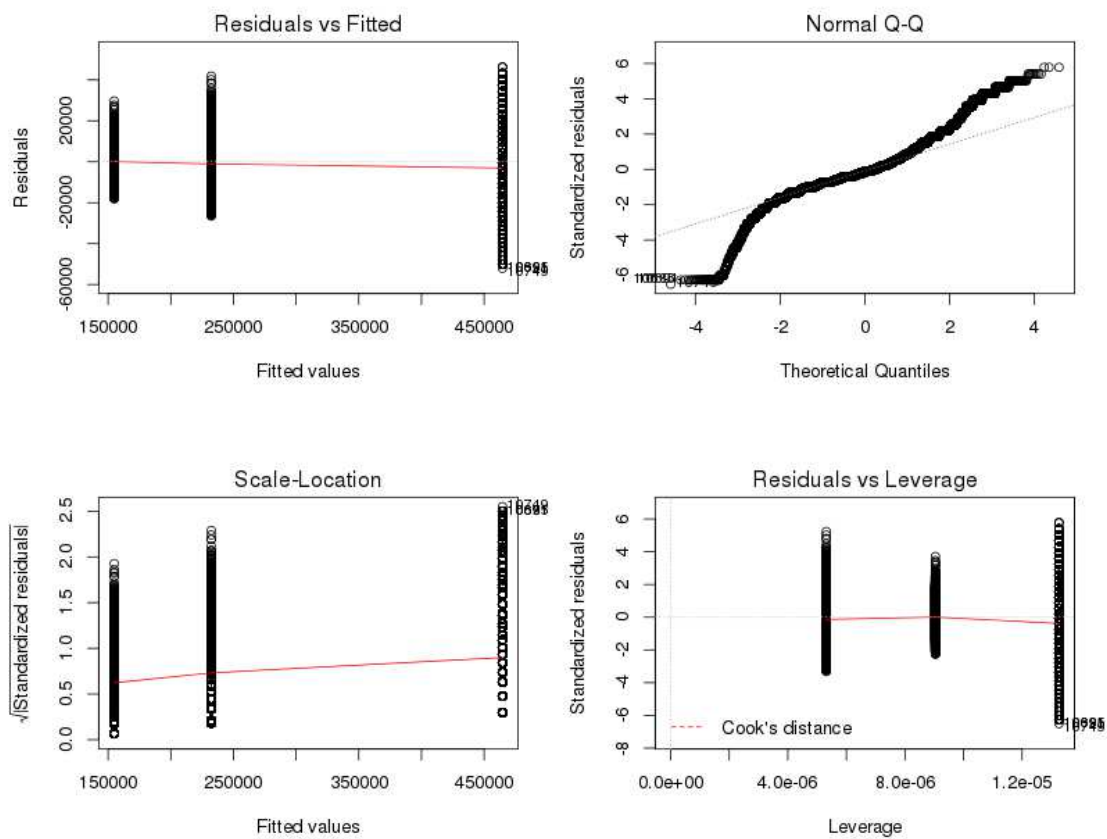 Residuals vs Fitted
Residuals
20000
-20000
-60000
150000 250000 350000 450000
Fitted values
Normal Q-Q
Standardized residuals
6
4
2
0
-2
-4
-6
-4 -2 0 2 4
Theoretical Quantiles
Scale-Location
√|Standardized residuals|
2.5
2.0
1.5
1.0
0.5
0.0
10749
150000 250000 350000 450000
Fitted values
Residuals vs Leverage
Standardized residuals
6
4
2
0
-2
-4
-6
-8
Cook's distance
0.0e+00 4.0e-06 8.0e-06 1.2e-05
Leverage